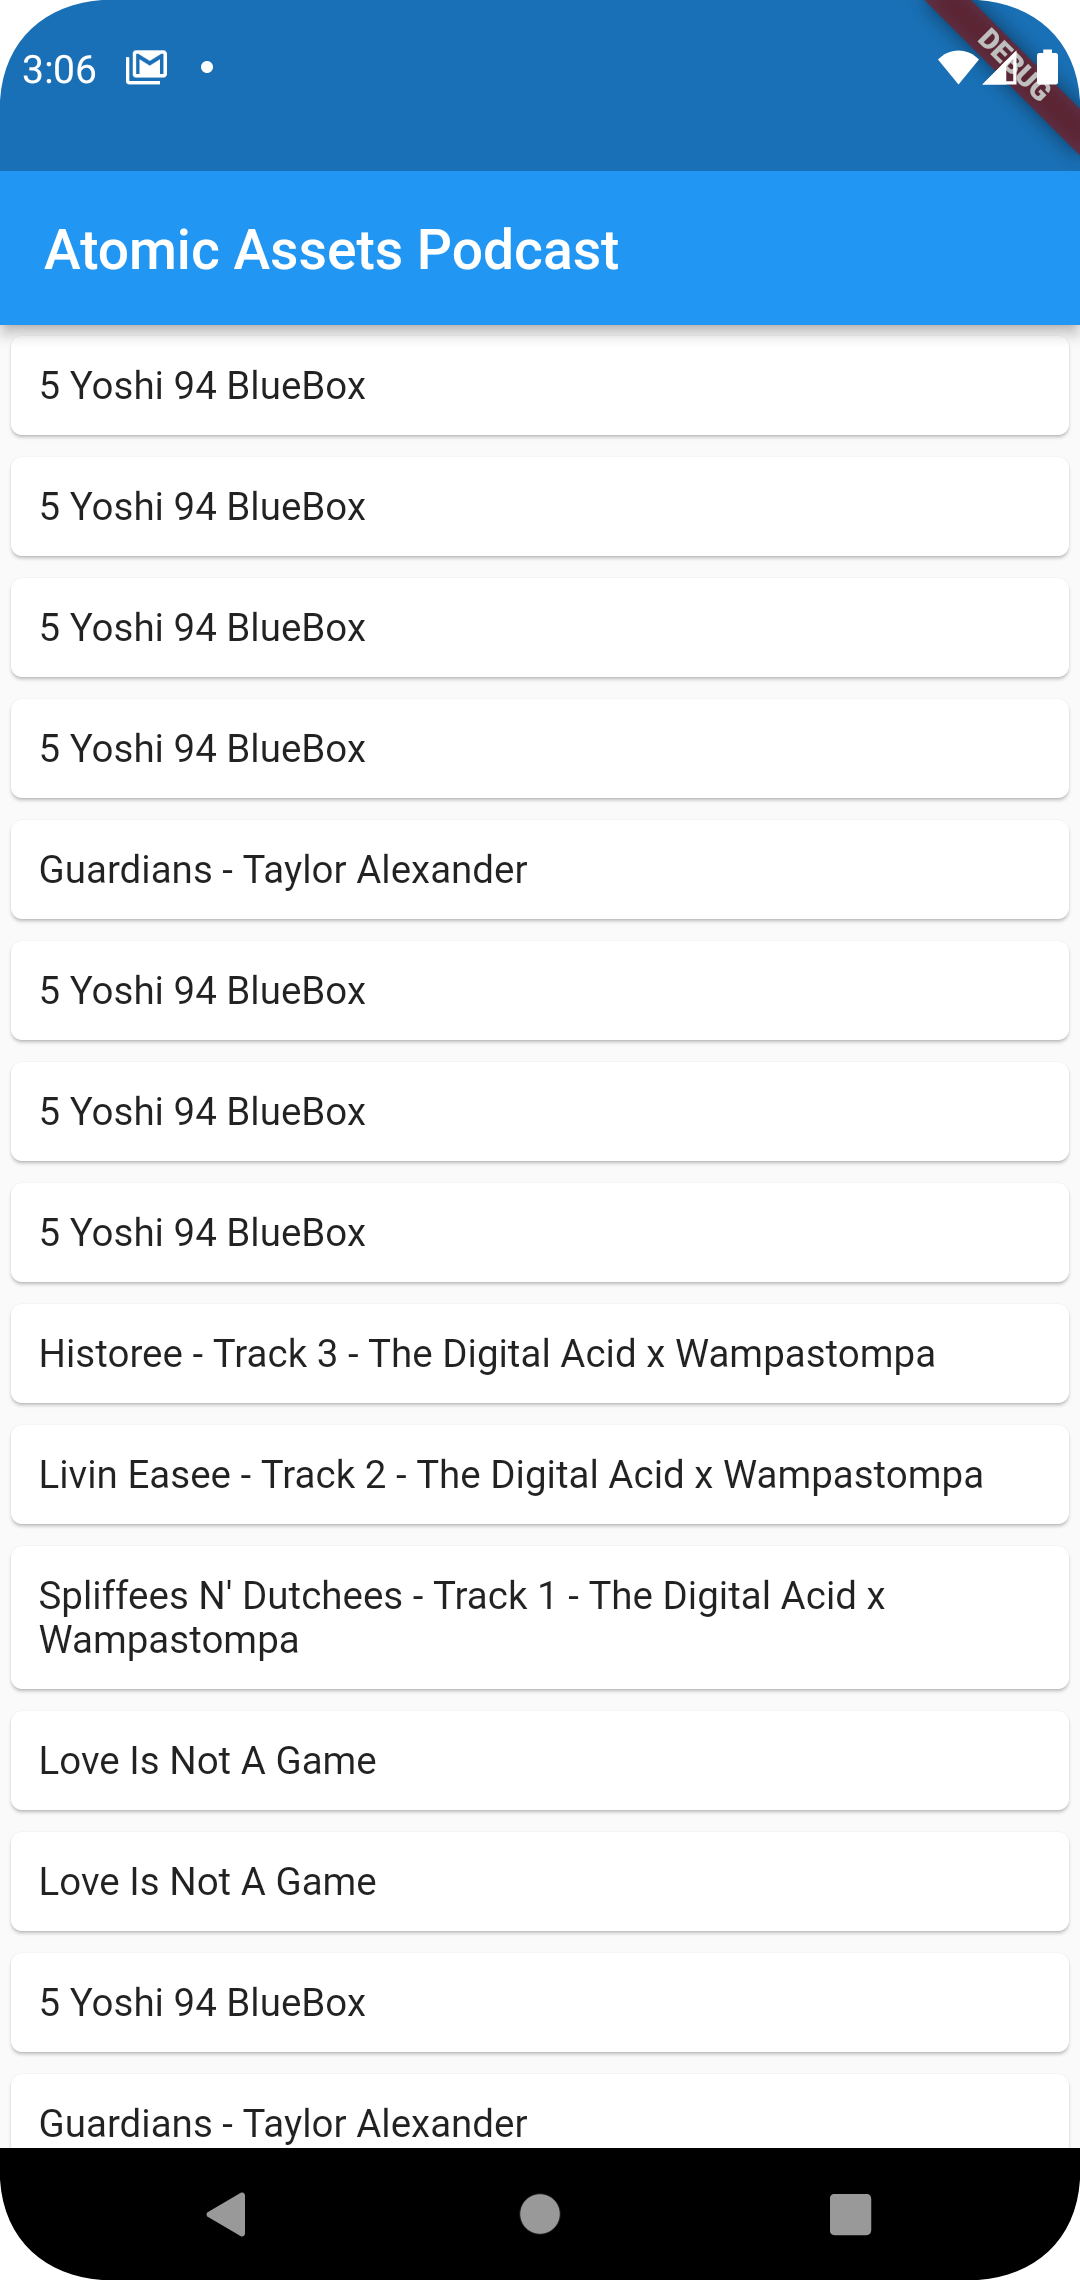 3:06
DEBUG
Atomic Assets Podcast
5 Yoshi 94 BlueBox
5 Yoshi 94 BlueBox
5 Yoshi 94 BlueBox
5 Yoshi 94 BlueBox
Guardians - Taylor Alexander
5 Yoshi 94 BlueBox
5 Yoshi 94 BlueBox
5 Yoshi 94 BlueBox
Historee - Track 3 - The Digital Acid x Wampastompa
Livin Easee - Track 2 - The Digital Acid x Wampastompa
Spliffees N' Dutchees - Track 1 - The Digital Acid x
Wampastompa
Love Is Not A Game
Love Is Not A Game
5 Yoshi 94 BlueBox
Guardians - Taylor Alexander